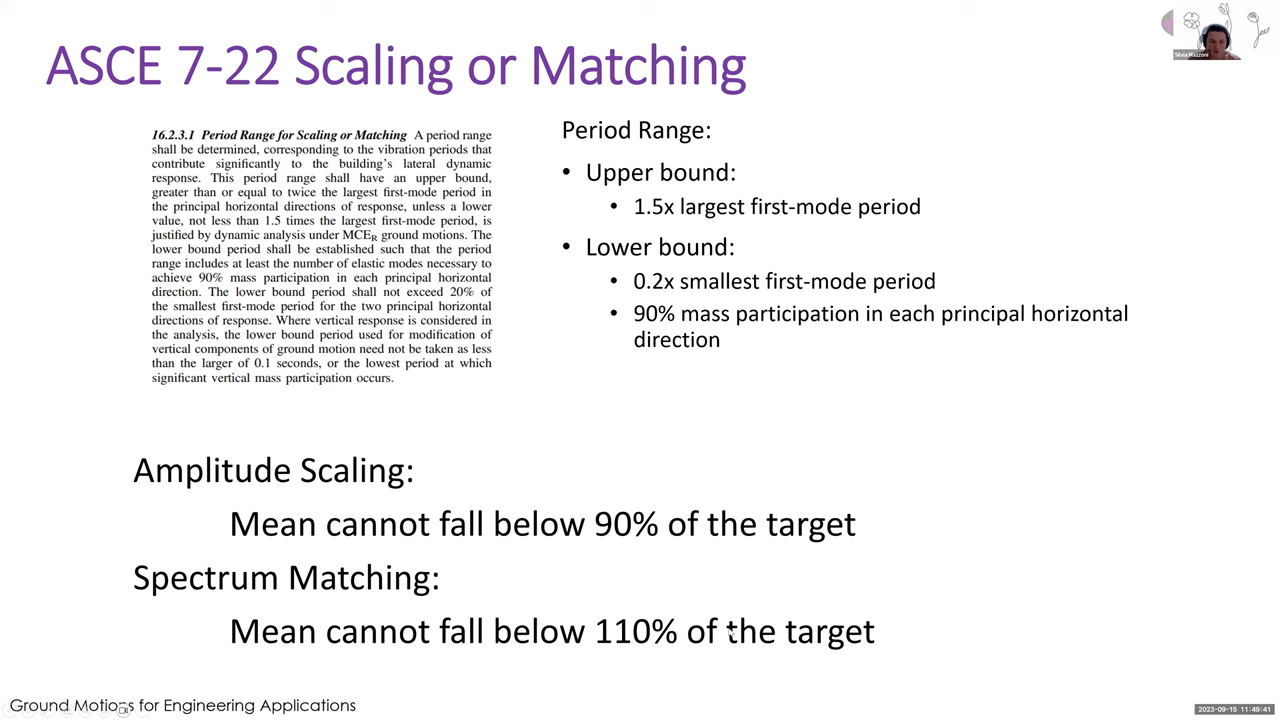 ASCE 7-22 Scaling or Matching
Silvia Mazzoni
16.2.3.1 Period Range for Scaling or Matching A period range
shall be determined, corresponding to the vibration periods that
contribute significantly to the building's lateral dynamic
response. This period range shall have an upper bound,
greater than or equal to twice the largest first-mode period in
the principal horizontal directions of response, unless a lower
value, not less than 1.5 times the largest first-mode period, is
justified by dynamic analysis under MCER ground motions. The
lower bound period shall be established such that the period
range includes at least the number of elastic modes necessary to
achieve 90% mass participation in each principal horizontal
direction. The lower bound period shall not exceed 20% of
the smallest first-mode period for the two principal horizontal
directions of response. Where vertical response is considered in
the analysis, the lower bound period used for modification of
vertical components of ground motion need not be taken as less
than the larger of 0.1 seconds, or the lowest period at which
significant vertical mass participation occurs.
Period Range:
• Upper bound:
• 1.5x largest first-mode period
• Lower bound:
• 0.2x smallest first-mode period
• 90% mass participation in each principal horizontal
direction
Amplitude Scaling:
Mean cannot fall below 90% of the target
Spectrum Matching:
Mean cannot fall below 110% of the target
Ground Motions for Engineering Applications
2023-09-15 11:49:41